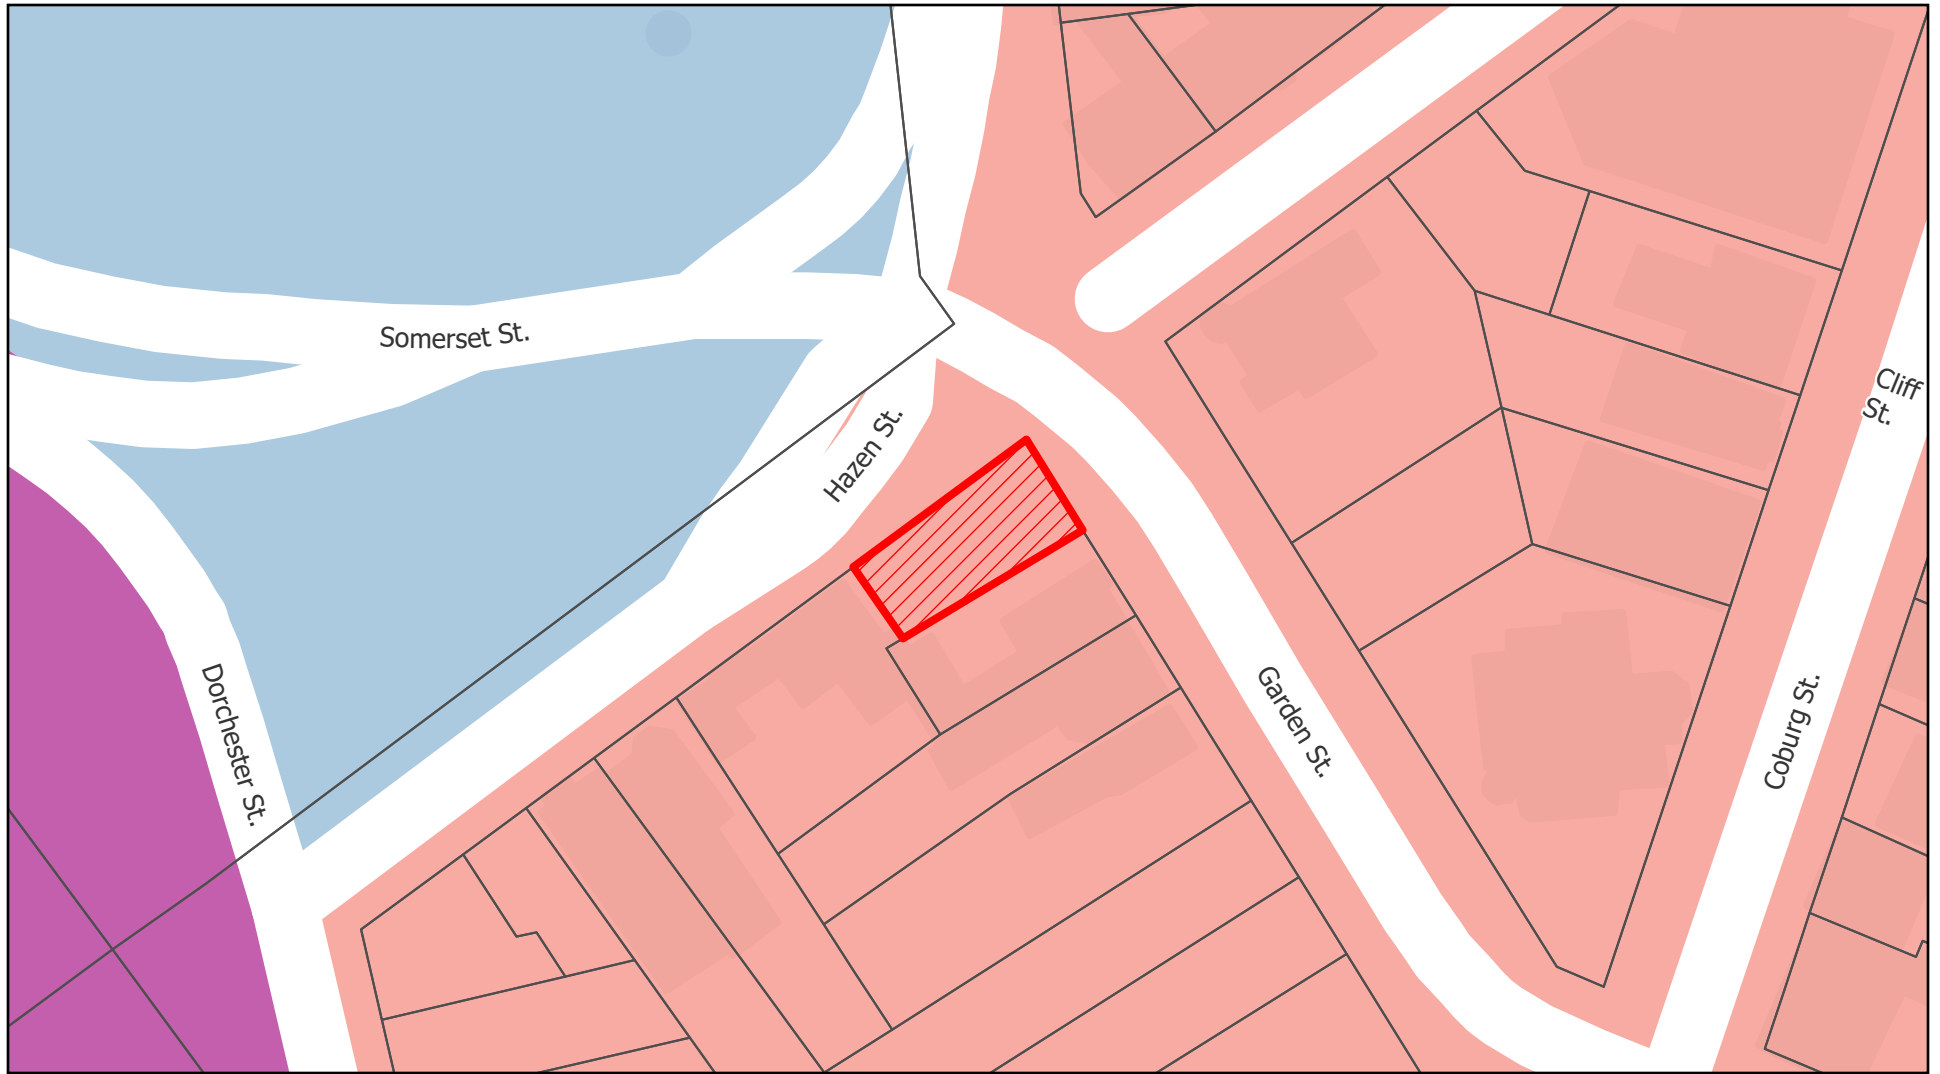 Somerset St.
Cliff
St.
Hazen St.
Dorchester St.
Garden St.
Coburg St.